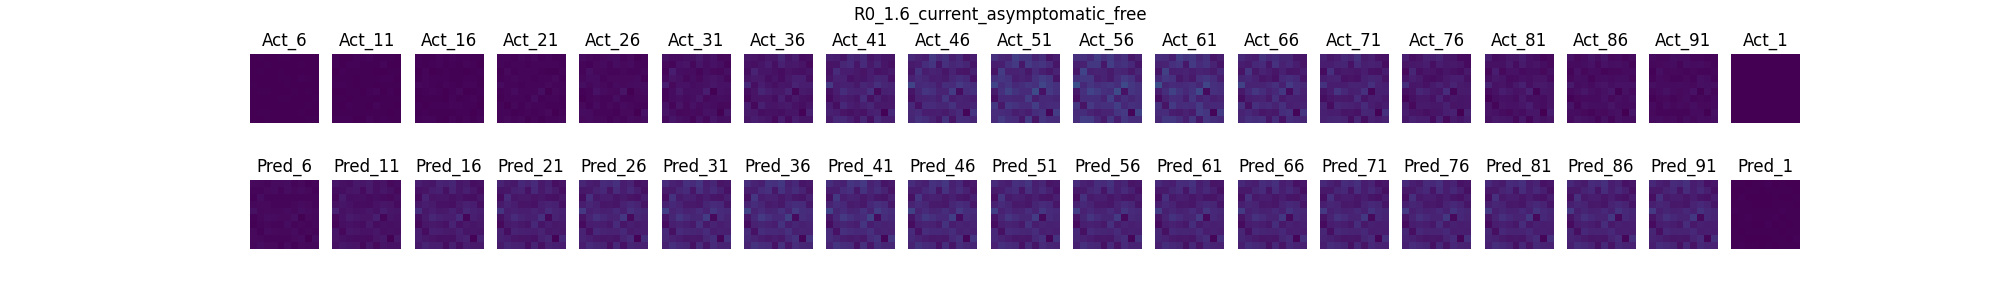 R0_1.6_current_asymptomatic_free
Act_6 Act_11 Act_16 Act_21 Act_26 Act_31 Act_36 Act_41 Act_46 Act_51 Act_56 Act_61 Act_66 Act_71 Act_76 Act_81 Act_86 Act_91 Act_1
Pred_6 Pred_11 Pred_16 Pred_21 Pred_26 Pred_31 Pred_36 Pred_41 Pred_46 Pred_51 Pred_56 Pred_61 Pred_66 Pred_71 Pred_76 Pred_81 Pred_86 Pred_91 Pred_1